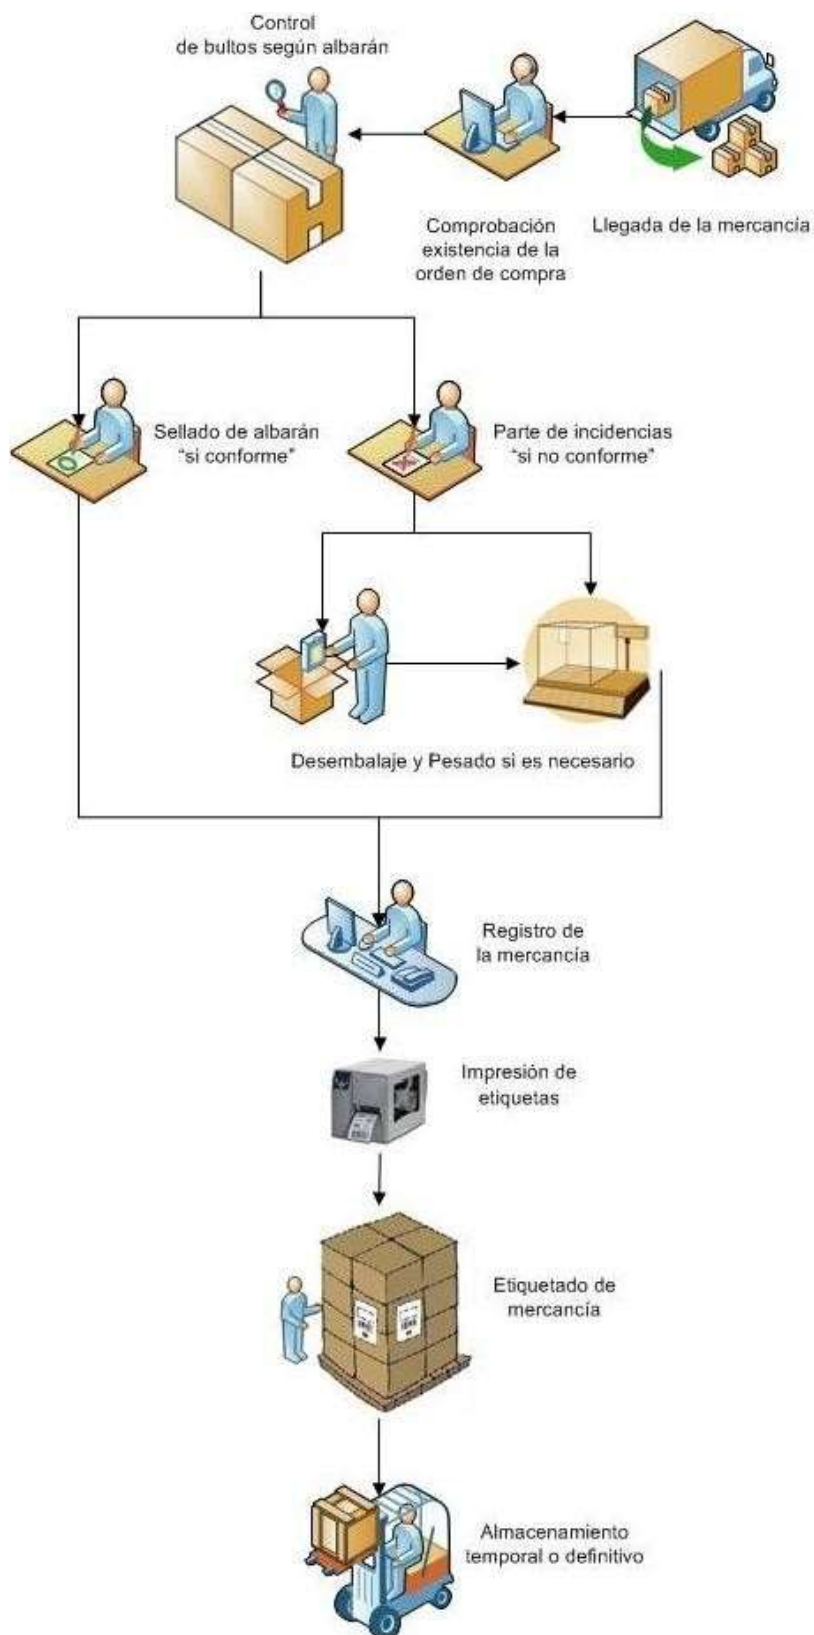 Control
de bultos según albarán
Comprobación
existencia de la
orden de compra
Llegada de la mercancía
Sellado de albarán
“si conforme”
Parte de incidencias
“si no conforme”
Desembalaje y Pesado si es necesario
Registro de
la mercancía
Impresión de
etiquetas
Etiquetado de
mercancía
Almacenamiento
temporal o definitivo